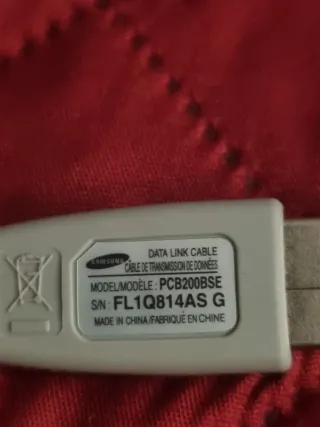 SAMSUNG
DATA LINK CABLE
CÂBLE DE TRANSMISSION DE DONNÉES
MODEL/MODÈLE : PCB200BSE
S/N : FL1Q814AS G
MADE IN CHINA/FABRIQUÉ EN CHINE